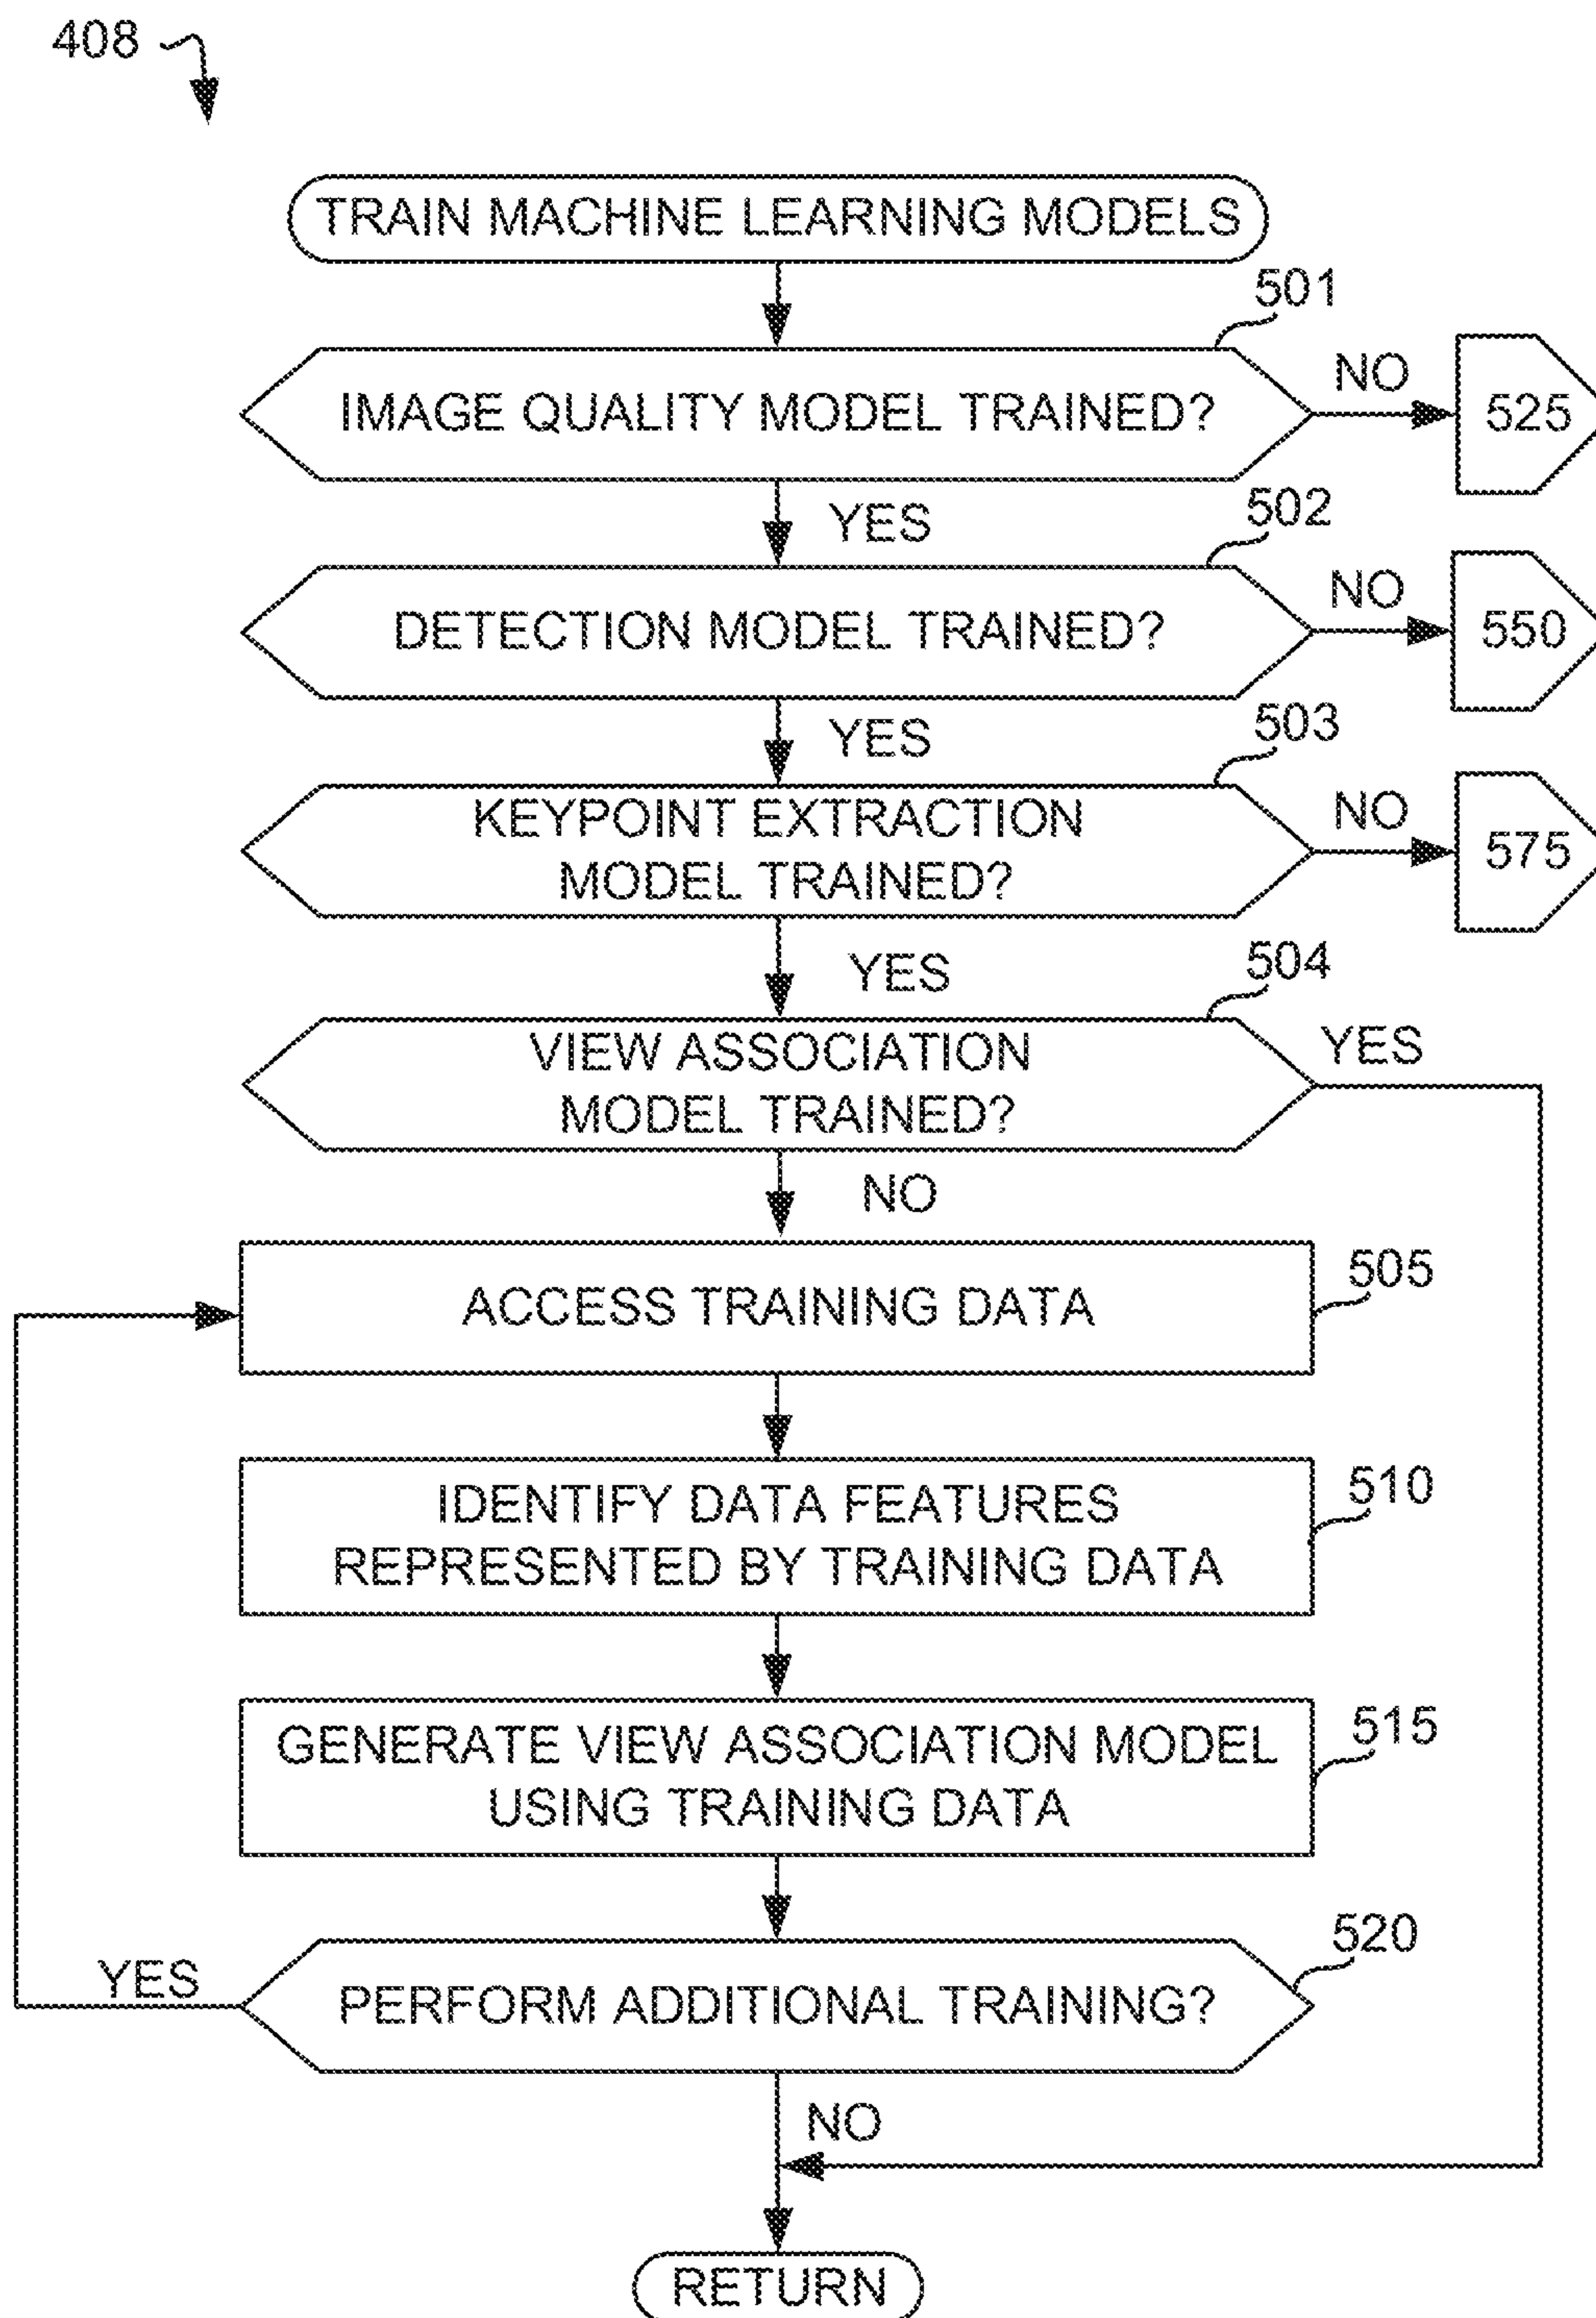 408
TRAIN MACHINE LEARNING MODELS
501
IMAGE QUALITY MODEL TRAINED?
NO
525
YES
502
DETECTION MODEL TRAINED?
NO
550
YES
503
KEYPOINT EXTRACTION
MODEL TRAINED?
NO
575
YES
504
VIEW ASSOCIATION
MODEL TRAINED?
YES
NO
ACCESS TRAINING DATA
505
IDENTIFY DATA FEATURES
REPRESENTED BY TRAINING DATA
510
GENERATE VIEW ASSOCIATION MODEL
USING TRAINING DATA
515
520
YES
PERFORM ADDITIONAL TRAINING?
NO
RETURN